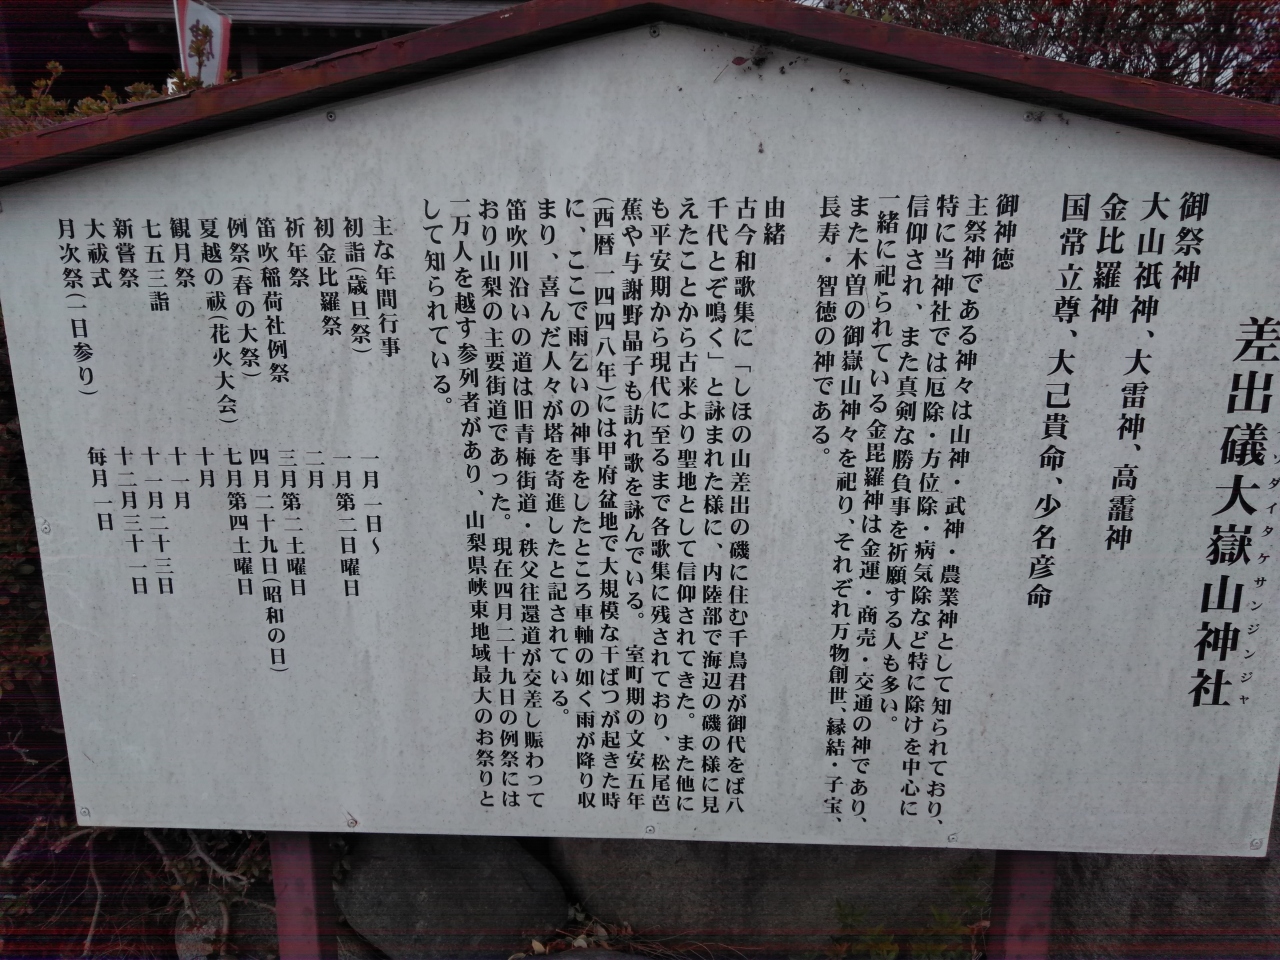 差出磯大嶽山神社
ダイタケサンジンジャ
御祭神
大山祇神、大雷神、高龗神
金比羅神
国常立尊、大己貴命、少名彦命
御神徳
主祭神である神々は山神・武神・農業神として知られており、
特に当神社では厄除・方位除・病気除など特に除けを中心に
信仰され、また真剣な勝負事を祈願する人も多い。
一緒に祀られている金毘羅神は金運・商売・交通の神であり、
また木曽の御嶽山神々を祀り、それぞれ万物創世、縁結・子宝、
長寿・智徳の神である。
由緒
古今和歌集に「しほの山差出の磯に住む千鳥君が御代をば八
千代とぞ鳴く」と詠まれた様に、内陸部で海辺の磯の様に見
えたことから古来より聖地として信仰されてきた。また他に
も平安期から現代に至るまで各歌集に残されており、松尾芭
蕉や与謝野晶子も訪れ歌を詠んでいる。 室町期の文安五年
(西暦一四四八年)には甲府盆地で大規模な干ばつが起きた時
に、ここで雨乞いの神事をしたところ車軸の如く雨が降り収
まり、喜んだ人々が塔を寄進したと記されている。
笛吹川沿いの道は旧青梅街道・秩父往還道が交差し賑わって
おり山梨の主要街道であった。現在四月二十九日の例祭には
二万人を越す参列者があり、山梨県峡東地域最大のお祭りと
して知られている。
主な年間行事
初詣(歳旦祭) 一月一日〜
初金比羅祭 一月第二日曜日
祈年祭 二月
笛吹稲荷社例祭 三月第二土曜日
例祭(春の大祭) 四月二十九日(昭和の日)
夏越の祓(花火大会) 七月第四土曜日
観月祭 十月
七五三詣 十一月
新嘗祭 十一月二十三日
大祓式 十二月三十一日
月次祭(一日参り) 毎月一日